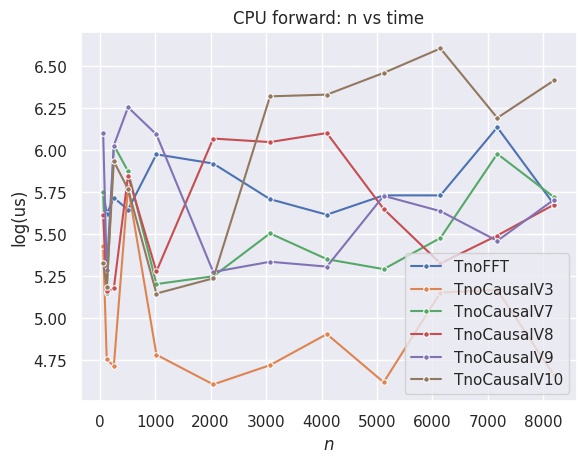 CPU forward: n vs time
log(us)
6.50
6.25
6.00
5.75
5.50
5.25
5.00
4.75
0 1000 2000 3000 4000 5000 6000 7000 8000
n
TnoFFT
TnoCausalV3
TnoCausalV7
TnoCausalV8
TnoCausalV9
TnoCausalV10